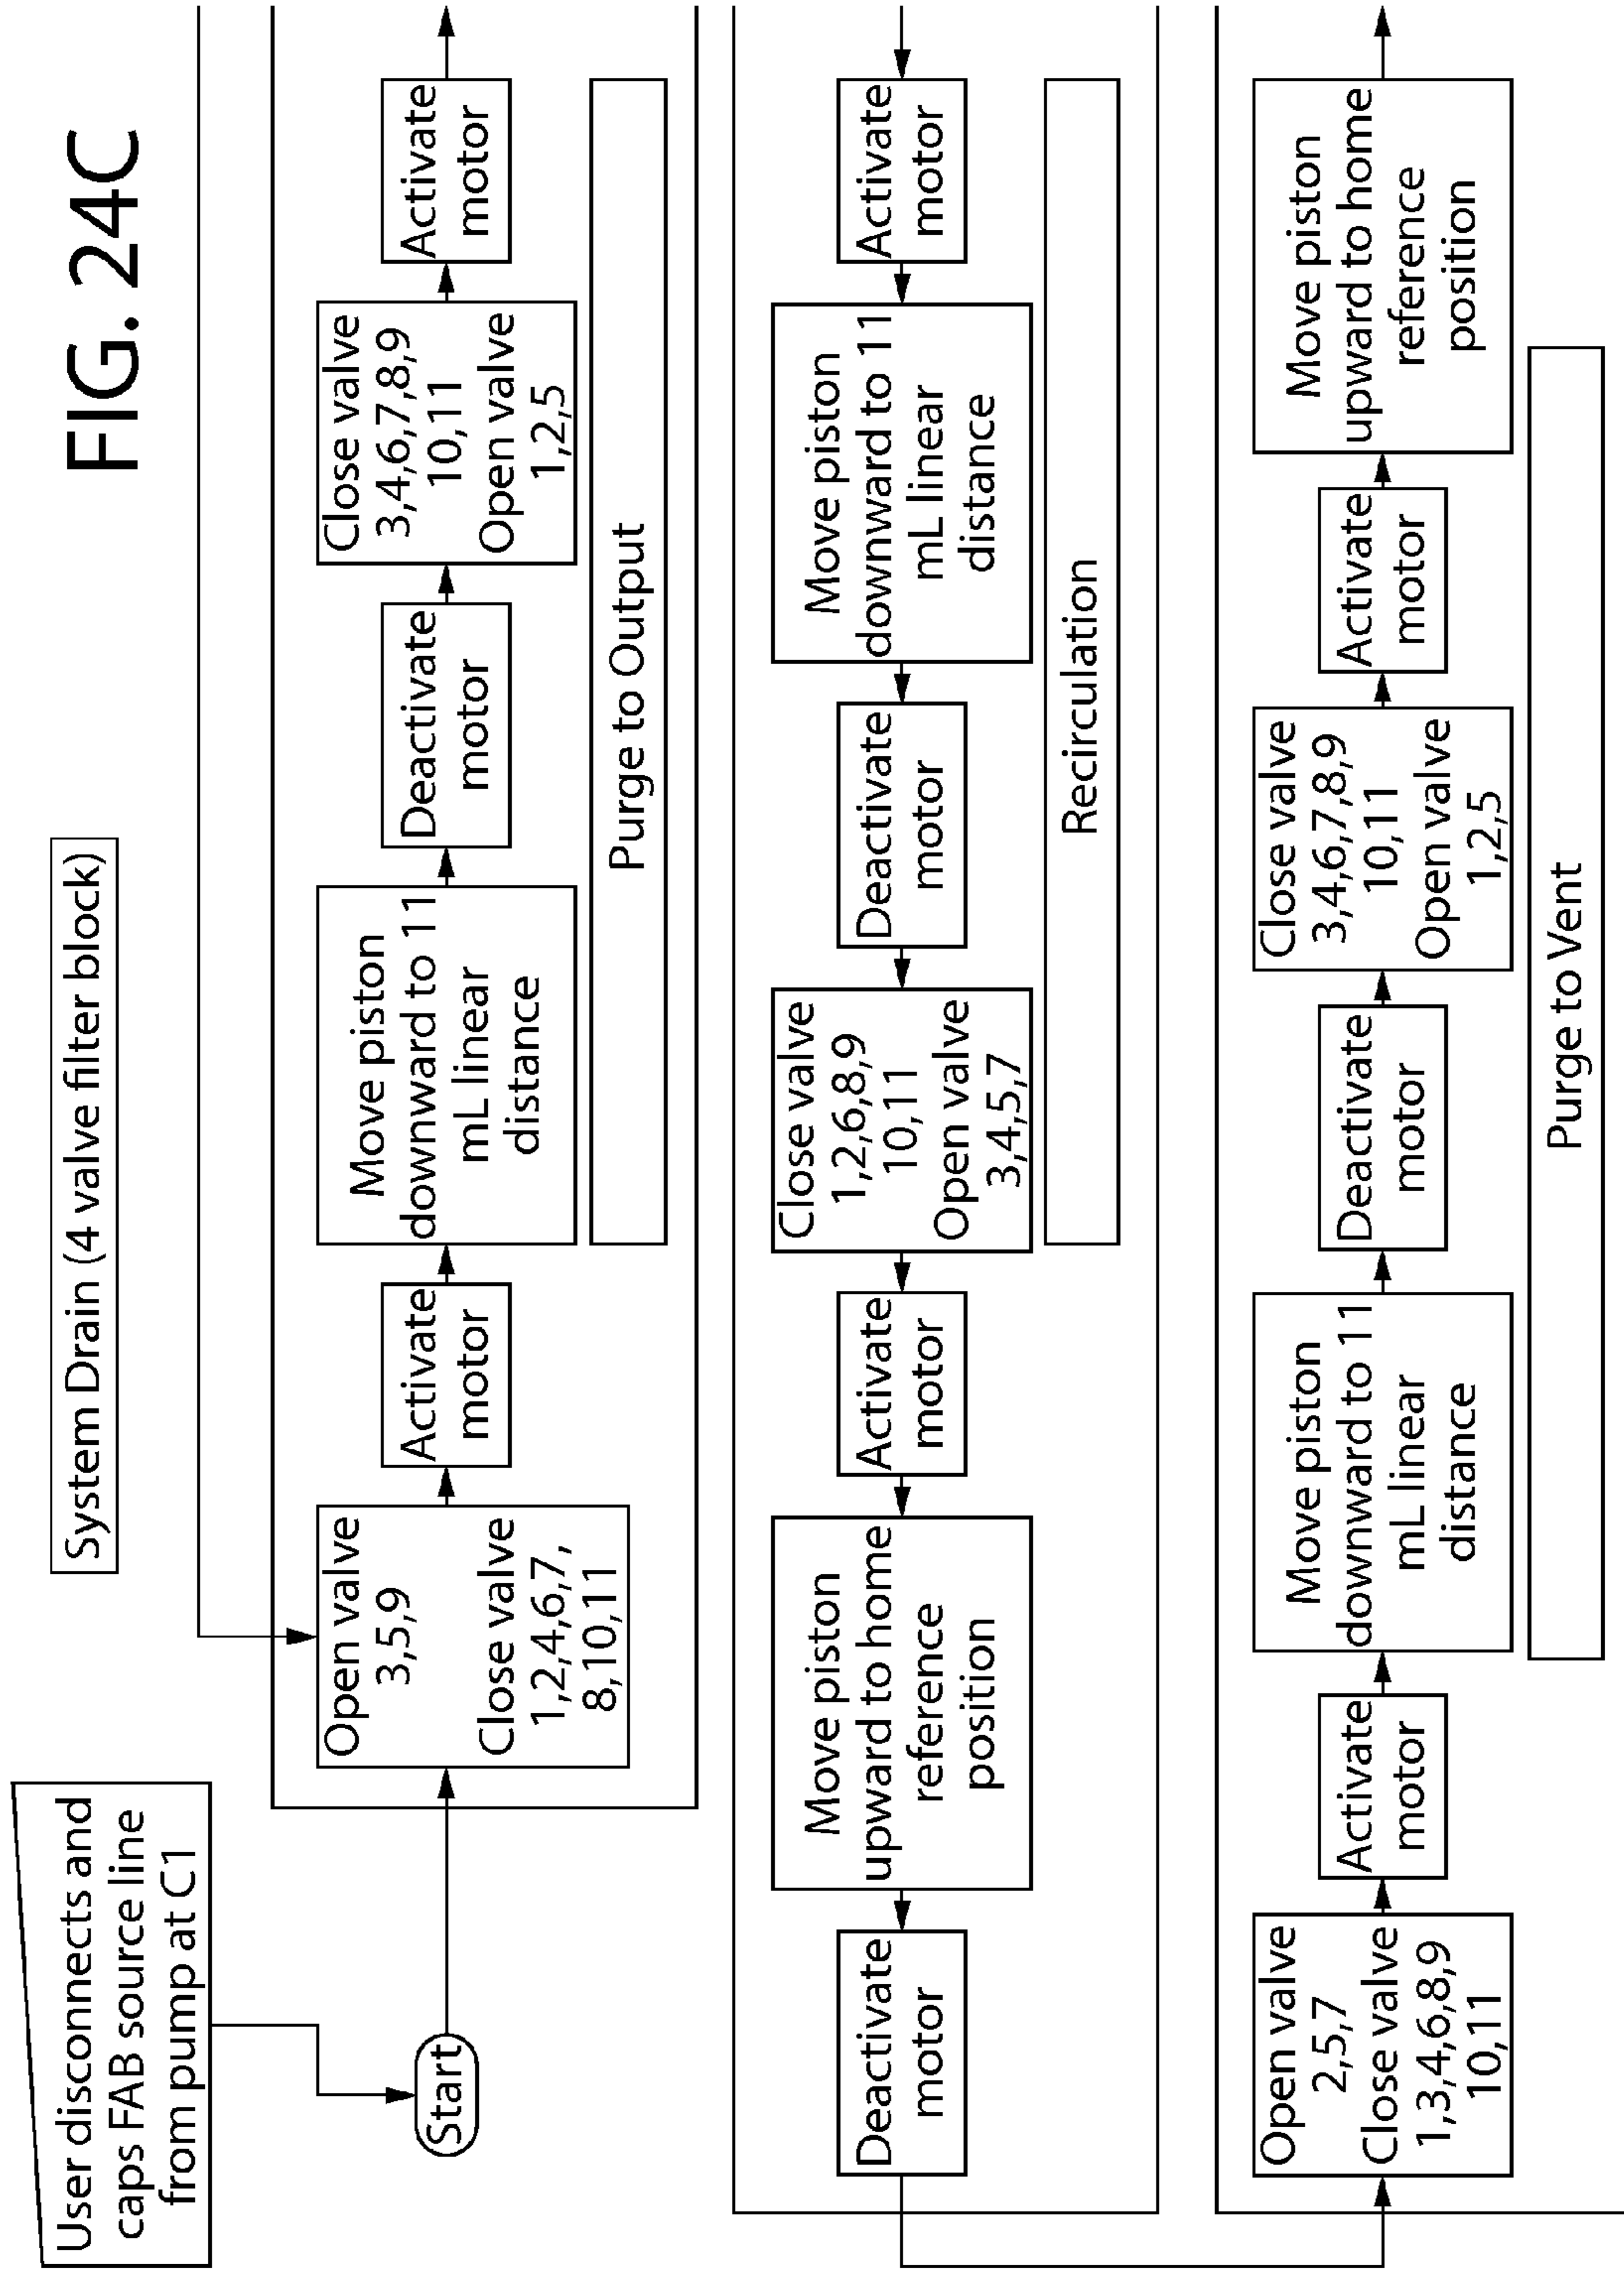 FIG. 24C
System Drain (4 valve filter block)
User disconnects and
caps FAB source line
from pump at C1
Start
Open valve
3,5,9
Close valve
1,2,4,6,7,
8,10,11
Activate
motor
Move piston
downward to 11
mL linear
distance
Deactivate
motor
Close valve
3,4,6,7,8,9
10,11
Open valve
1,2,5
Activate
motor
Purge to Output
Activate
motor
Move piston
downward to 11
mL linear
distance
Deactivate
motor
Close valve
1,2,6,8,9
10,11
Open valve
3,4,5,7
Activate
motor
Move piston
upward to home
reference
position
Deactivate
motor
Recirculation
Open valve
2,5,7
Close valve
1,3,4,6,8,9
10,11
Activate
motor
Move piston
downward to 11
mL linear
distance
Deactivate
motor
Close valve
3,4,6,7,8,9
10,11
Open valve
1,2,5
Activate
motor
Move piston
upward to home
reference
position
Purge to Vent